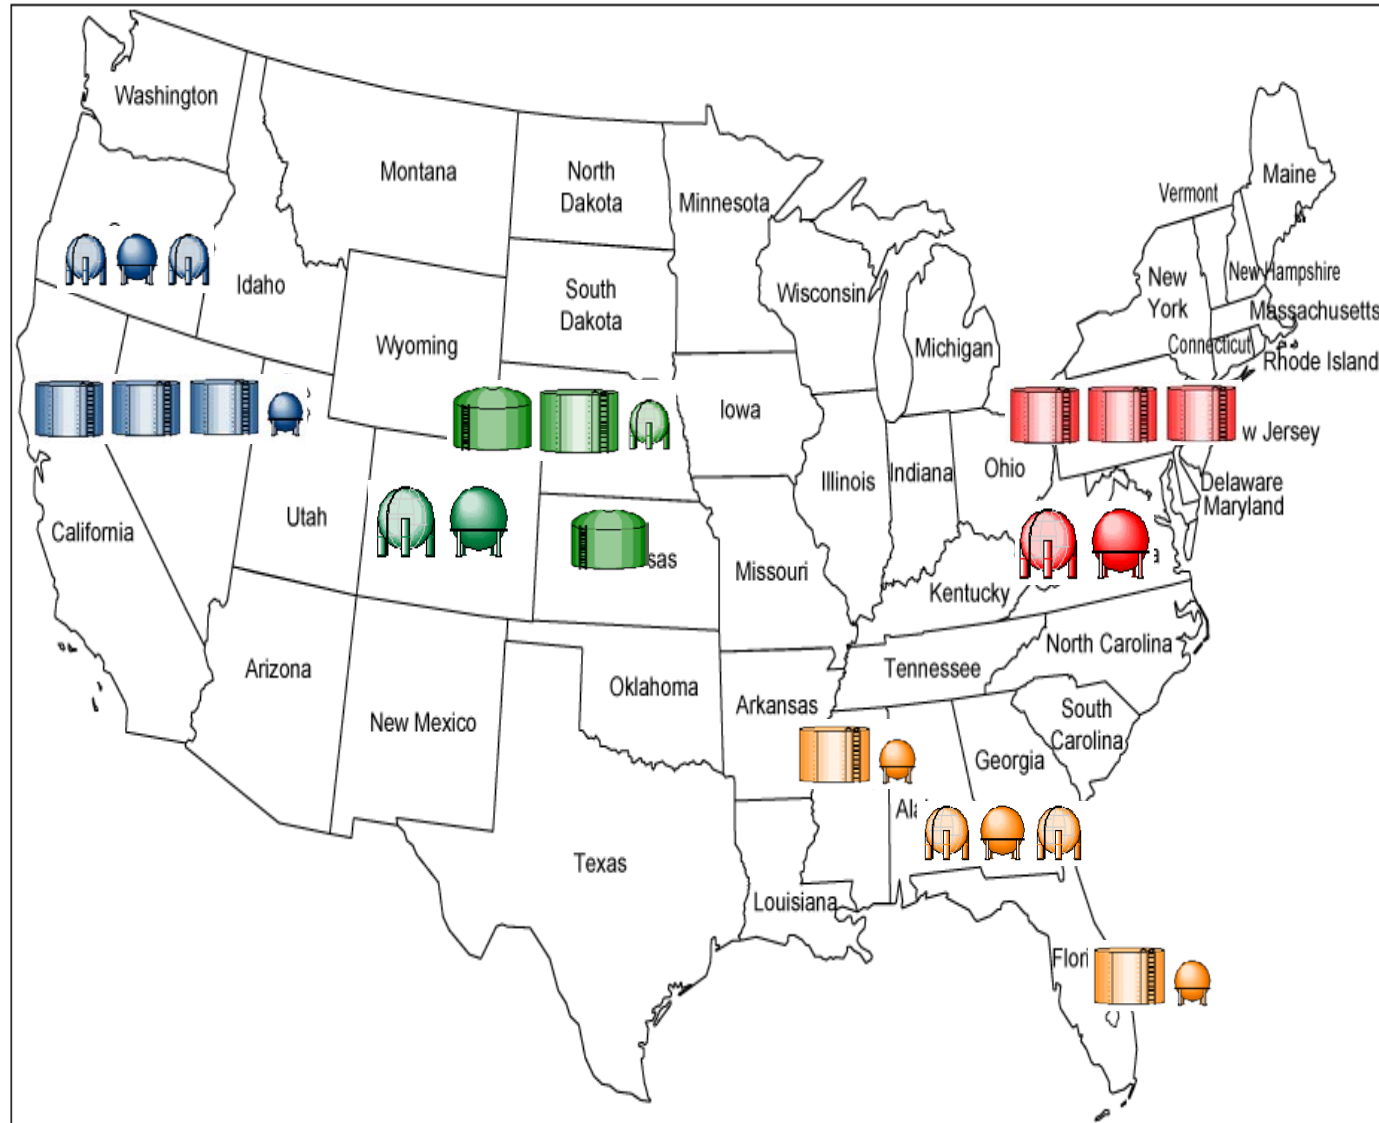 Washington
Montana
North
Dakota
Minnesota
Vermont
Maine
Idaho
South
Dakota
Wisconsin
New
York
New Hampshire
Massachusetts
Wyoming
Michigan
Connecticut
Rhode Island
Iowa
w Jersey
California
Utah
sas
Illinois
Indiana
Ohio
Delaware
Maryland
Missouri
Kentucky
a
Arizona
New Mexico
Oklahoma
Arkansas
Tennessee
North Carolina
South
Carolina
Georgia
Ala
Texas
Louisiana
Flori